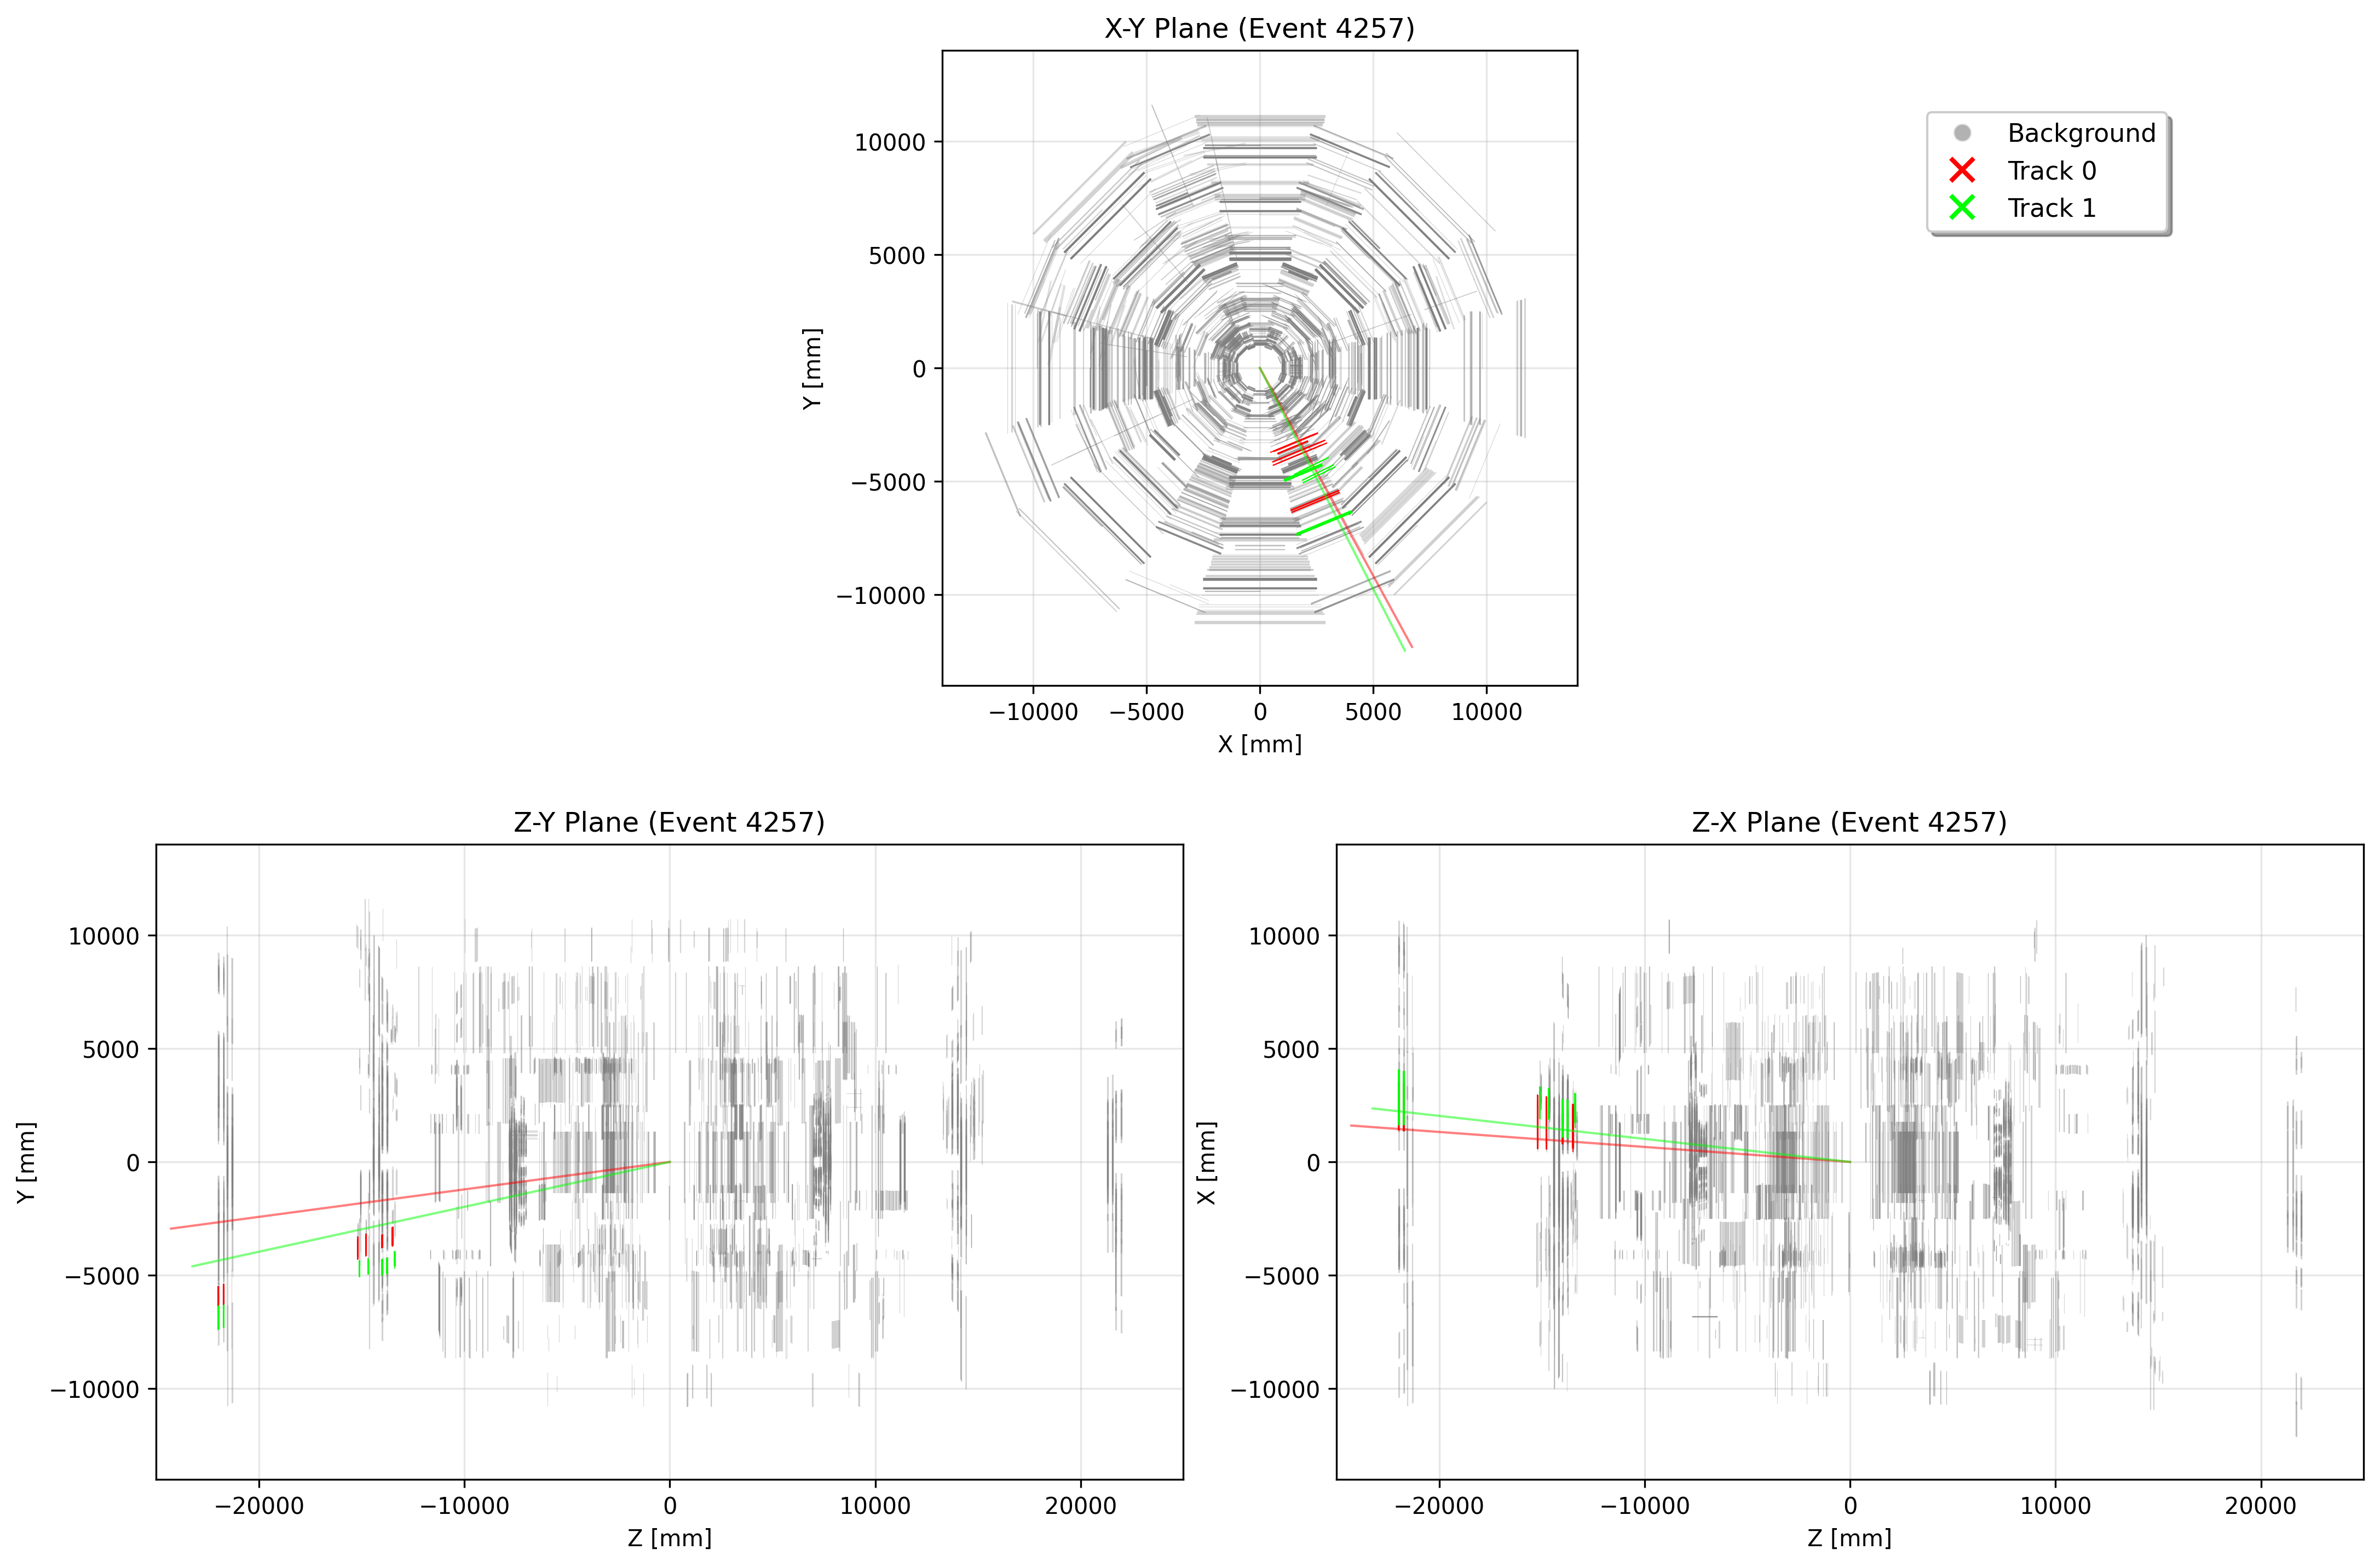 X-Y Plane (Event 4257)
Y [mm]
10000
5000
0
−5000
−10000
−10000 −5000 0 5000 10000
X [mm]
Background
Track 0
Track 1
Z-Y Plane (Event 4257)
Y [mm]
10000
5000
0
−5000
−10000
−20000 −10000 0 10000 20000
Z [mm]
Z-X Plane (Event 4257)
X [mm]
10000
5000
0
−5000
−10000
−20000 −10000 0 10000 20000
Z [mm]